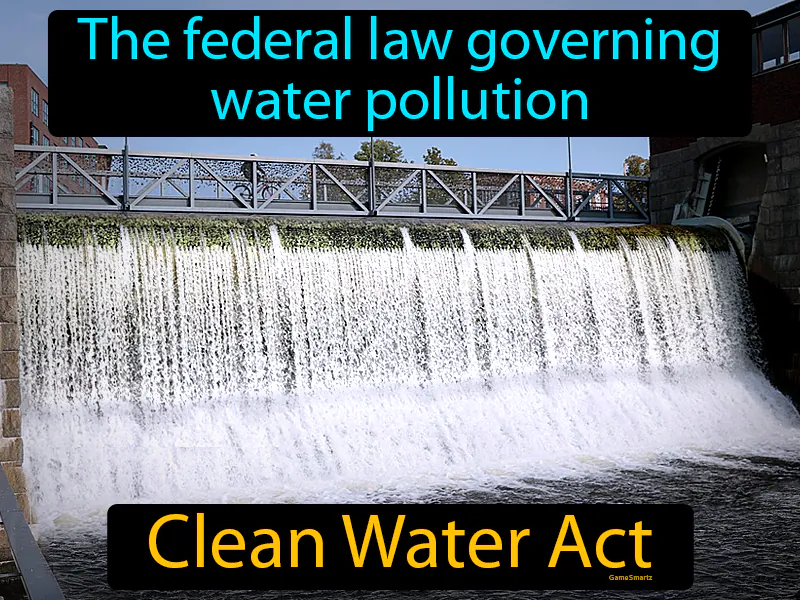 The federal law governing
water pollution
Clean Water Act
GameSmartz